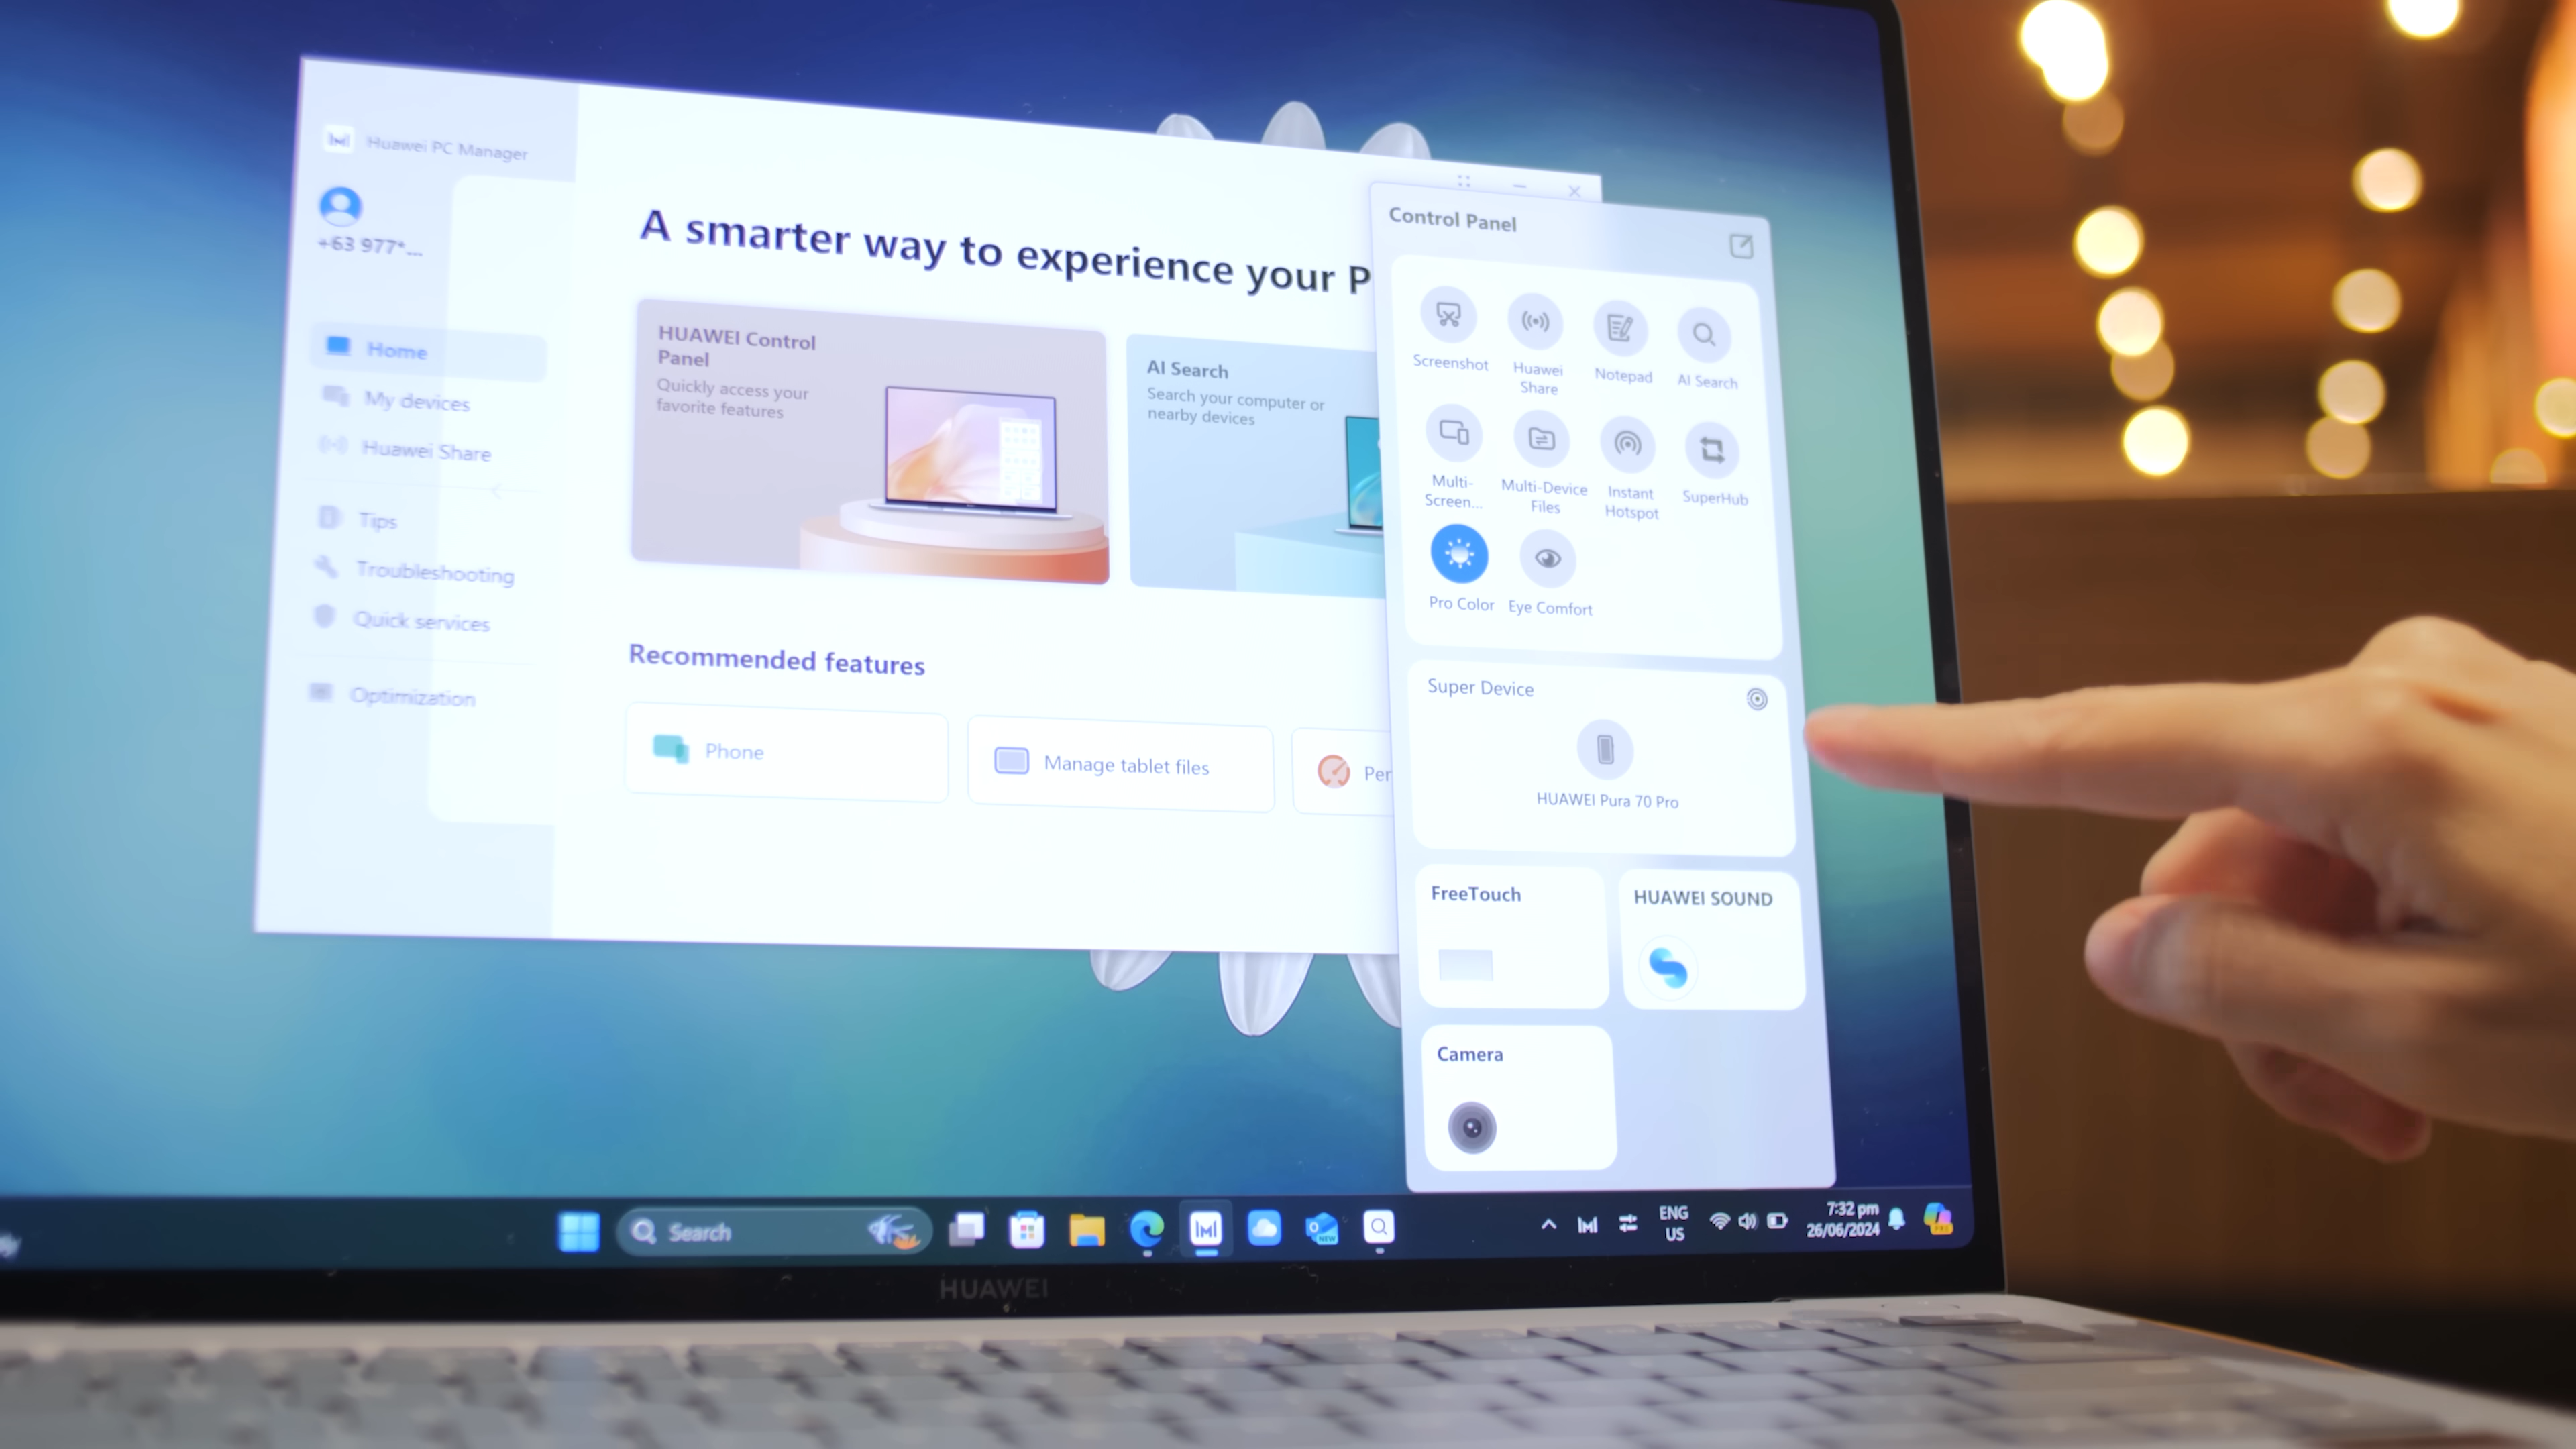 Huawei PC Manager
+63 977*...
Home
My devices
Huawei Share
Tips
Troubleshooting
Quick services
Optimization
A smarter way to experience your P
HUAWEI Control
Panel
Quickly access your
favorite features
AI Search
Search your computer or
nearby devices
Recommended features
Phone
Manage tablet files
Per
Control Panel
Screenshot
Huawei
Share
Notepad
AI Search
Multi-
Screen...
Multi-Device
Files
Instant
Hotspot
SuperHub
Pro Color
Eye Comfort
Super Device
HUAWEI Pura 70 Pro
FreeTouch
HUAWEI SOUND
Camera
Search
NEW
ENG
US
7:32 pm
26/06/2024
PRE
HUAWEI